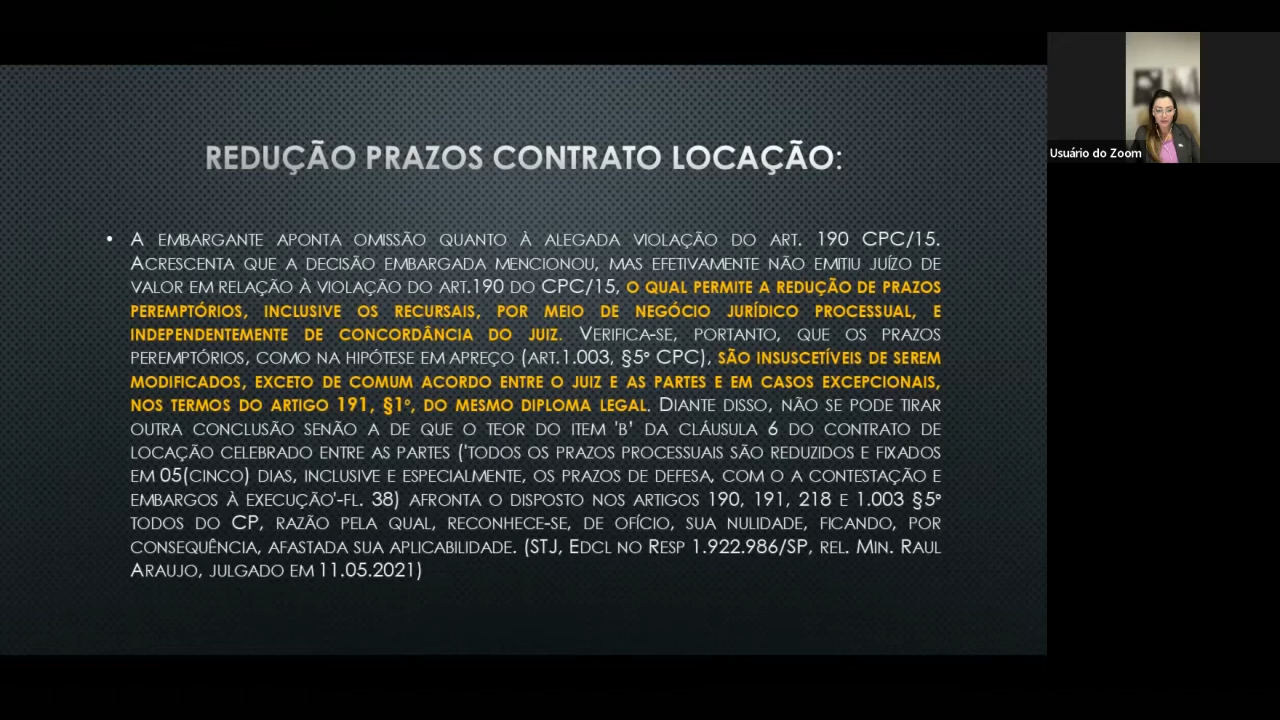 REDUÇÃO PRAZOS CONTRATO LOCAÇÃO:
• A EMBARGANTE APONTA OMISSÃO QUANTO À ALEGADA VIOLAÇÃO DO ART. 190 CPC/15.
ACRESCENTA QUE A DECISÃO EMBARGADA MENCIONOU, MAS EFETIVAMENTE NÃO EMITIU JUÍZO DE
VALOR EM RELAÇÃO À VIOLAÇÃO DO ART.190 DO CPC/15, O QUAL PERMITE A REDUÇÃO DE PRAZOS
PEREMPTÓRIOS, INCLUSIVE OS RECURSAIS, POR MEIO DE NEGÓCIO JURÍDICO PROCESSUAL, E
INDEPENDENTEMENTE DE CONCORDÂNCIA DO JUIZ. VERIFICA-SE, PORTANTO, QUE OS PRAZOS
PEREMPTÓRIOS, COMO NA HIPÓTESE EM APREÇO (ART.1.003, §5º CPC), SÃO INSUSCETÍVEIS DE SEREM
MODIFICADOS, EXCETO DE COMUM ACORDO ENTRE O JUIZ E AS PARTES E EM CASOS EXCEPCIONAIS,
NOS TERMOS DO ARTIGO 191, §1º, DO MESMO DIPLOMA LEGAL. DIANTE DISSO, NÃO SE PODE TIRAR
OUTRA CONCLUSÃO SENÃO A DE QUE O TEOR DO ITEM 'B' DA CLÁUSULA 6 DO CONTRATO DE
LOCAÇÃO CELEBRADO ENTRE AS PARTES ('TODOS OS PRAZOS PROCESSUAIS SÃO REDUZIDOS E FIXADOS
EM 05(CINCO) DIAS, INCLUSIVE E ESPECIALMENTE, OS PRAZOS DE DEFESA, COM O A CONTESTAÇÃO E
EMBARGOS À EXECUÇÃO'-FL. 38) AFRONTA O DISPOSTO NOS ARTIGOS 190, 191, 218 E 1.003 §5º
TODOS DO CP, RAZÃO PELA QUAL, RECONHECE-SE, DE OFÍCIO, SUA NULIDADE, FICANDO, POR
CONSEQUÊNCIA, AFASTADA SUA APLICABILIDADE. (STJ, EDCL NO RESP 1.922.986/SP, REL. MIN. RAUL
ARAUJO, JULGADO EM 11.05.2021)
Usuário do Zoom